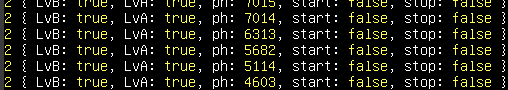 2 { LvB: true, LvA: true, ph: 7015, start: false, stop: false }
2 { LvB: true, LvA: true, ph: 7014, start: false, stop: false }
2 { LvB: true, LvA: true, ph: 6313, start: false, stop: false }
2 { LvB: true, LvA: true, ph: 5682, start: false, stop: false }
2 { LvB: true, LvA: true, ph: 5114, start: false, stop: false }
2 { LvB: true, LvA: true, ph: 4603, start: false, stop: false }